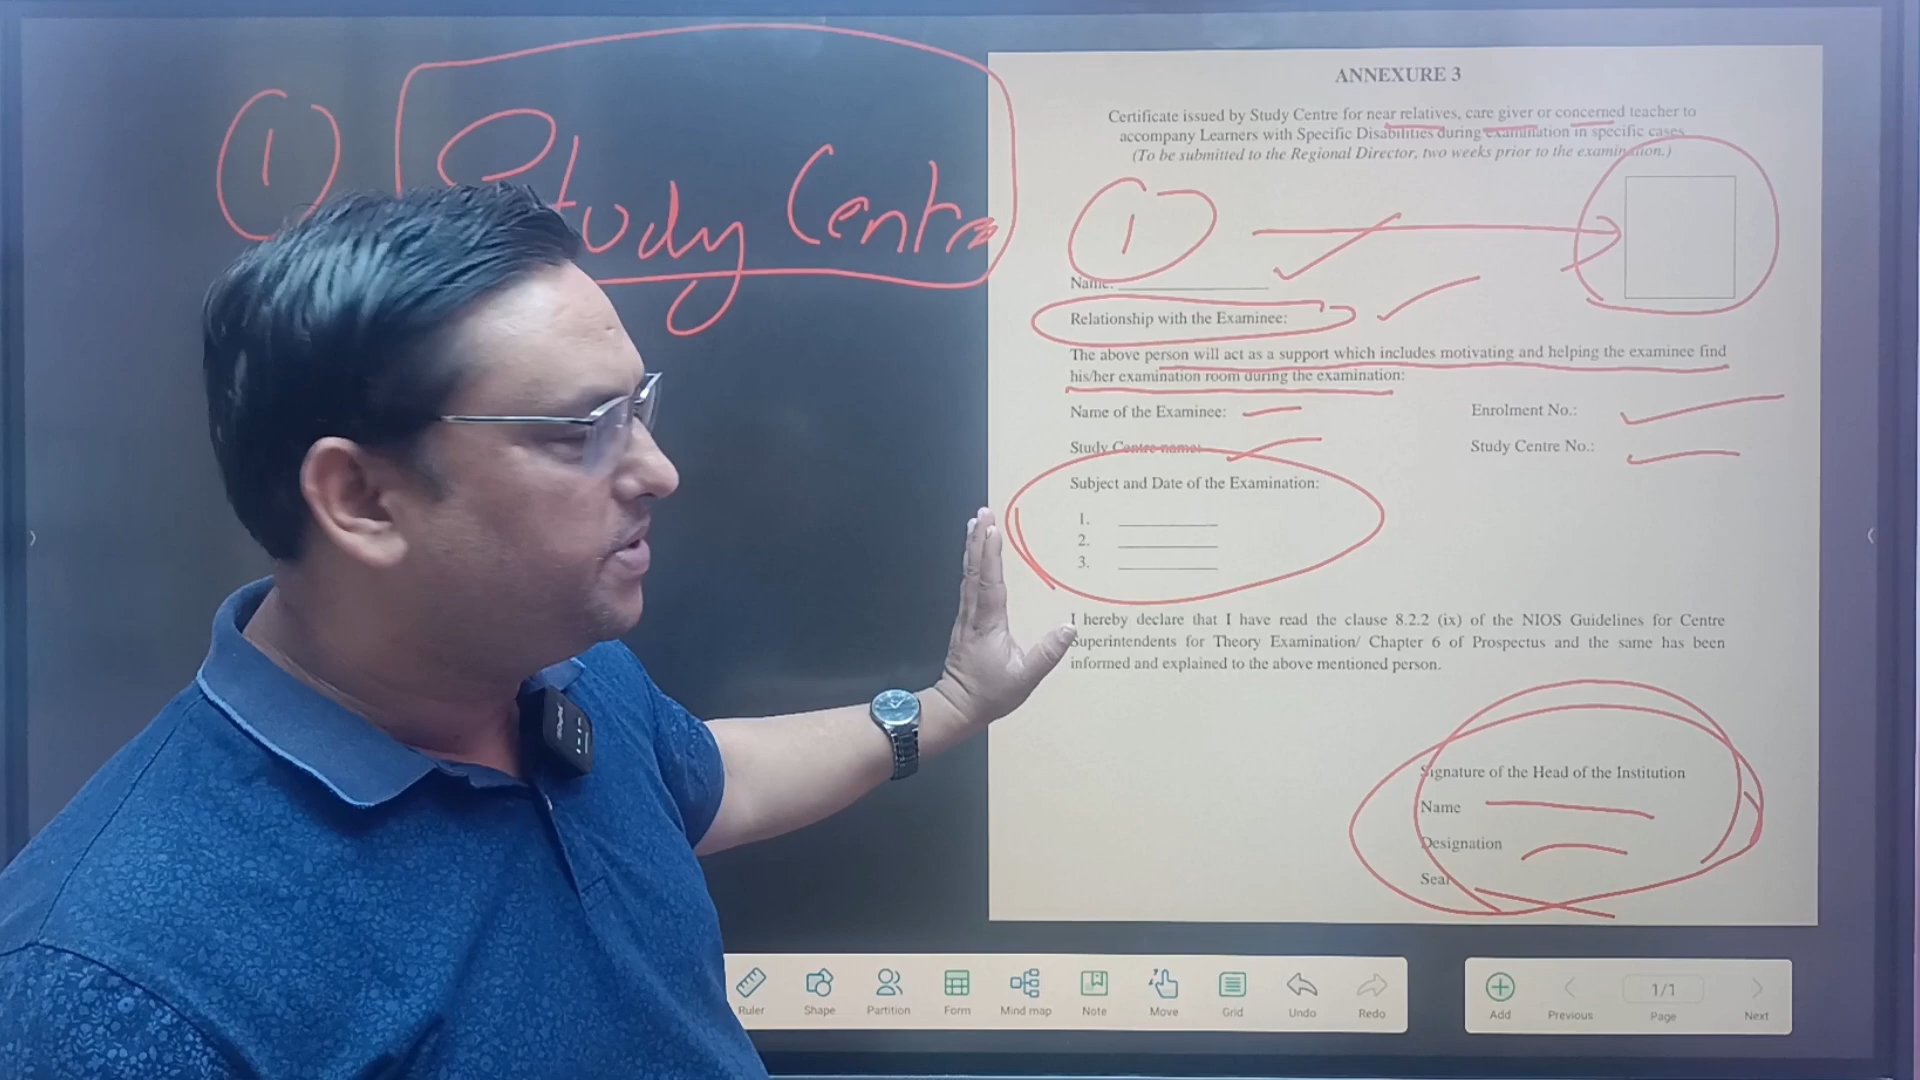 1
Study Centre
ANNEXURE 3
Certificate issued by Study Centre for near relatives, care giver or concerned teacher to
accompany Learners with Specific Disabilities during examination in specific cases
(To be submitted to the Regional Director, two weeks prior to the examination.)
1
Name:
Relationship with the Examinee:
The above person will act as a support which includes motivating and helping the examinee find
his/her examination room during the examination:
Name of the Examinee: Enrolment No.:
Study Centre name: Study Centre No.:
Subject and Date of the Examination:
1.
2.
3.
I hereby declare that I have read the clause 8.2.2 (ix) of the NIOS Guidelines for Centre
Superintendents for Theory Examination/ Chapter 6 of Prospectus and the same has been
informed and explained to the above mentioned person.
Signature of the Head of the Institution
Name
Designation
Seal
Ruler Shape Partition Form Mind map Note Move Grid Undo Redo
Add Previous 1/1 Page Next